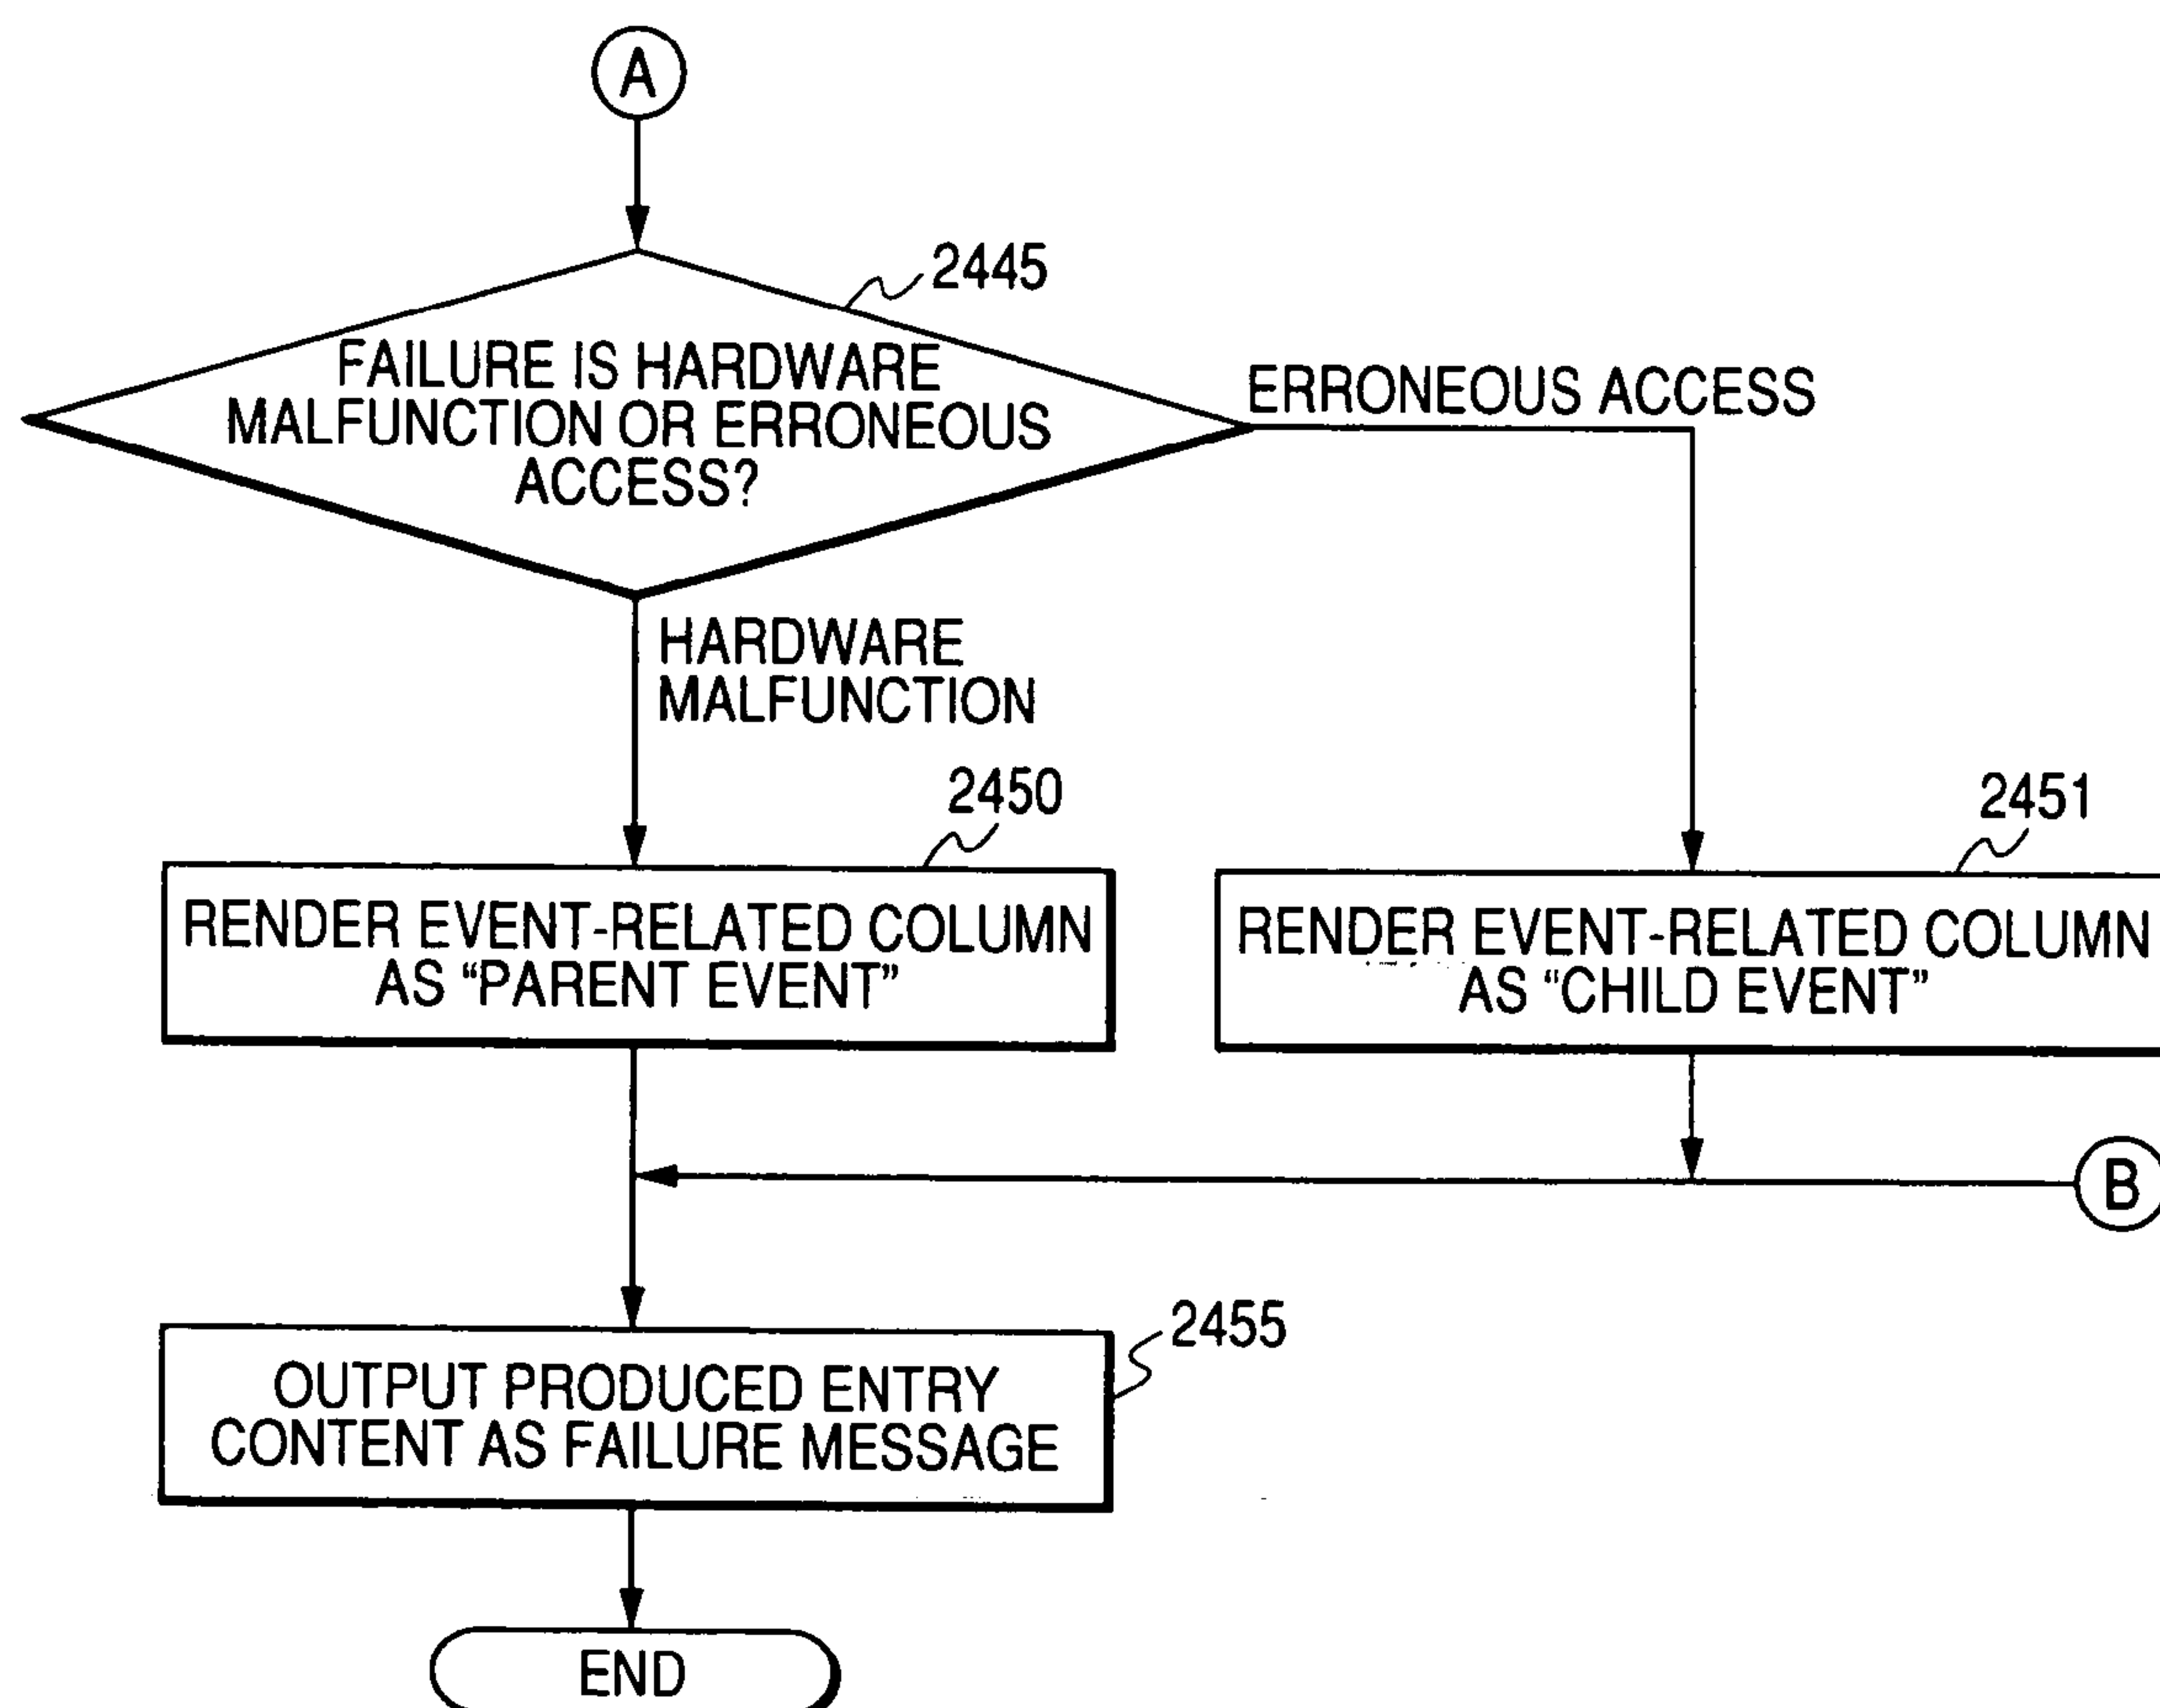 A
2445
FAILURE IS HARDWARE
MALFUNCTION OR ERRONEOUS
ACCESS?
ERRONEOUS ACCESS
HARDWARE
MALFUNCTION
2450
RENDER EVENT-RELATED COLUMN
AS “PARENT EVENT”
2451
RENDER EVENT-RELATED COLUMN
AS “CHILD EVENT”
B
2455
OUTPUT PRODUCED ENTRY
CONTENT AS FAILURE MESSAGE
END